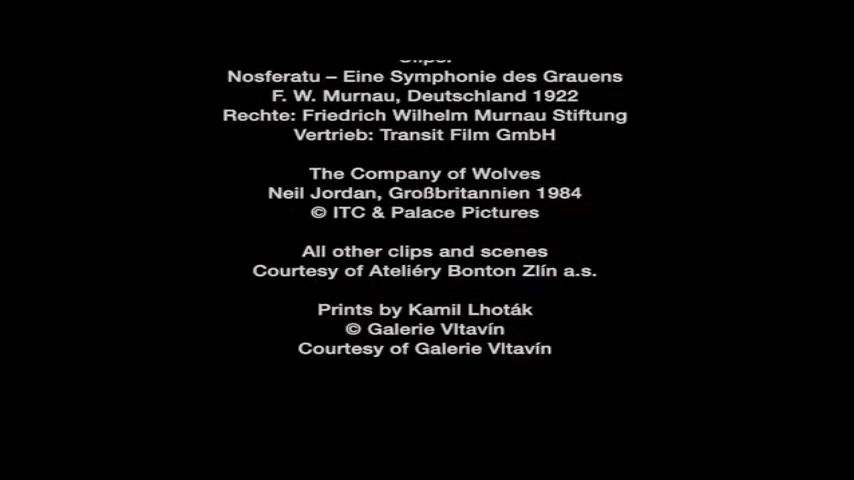 Clips:
Nosferatu – Eine Symphonie des Grauens
F. W. Murnau, Deutschland 1922
Rechte: Friedrich Wilhelm Murnau Stiftung
Vertrieb: Transit Film GmbH
The Company of Wolves
Neil Jordan, Großbritannien 1984
© ITC & Palace Pictures
All other clips and scenes
Courtesy of Ateliéry Bonton Zlín a.s.
Prints by Kamil Lhoták
© Galerie Vltavín
Courtesy of Galerie Vltavín